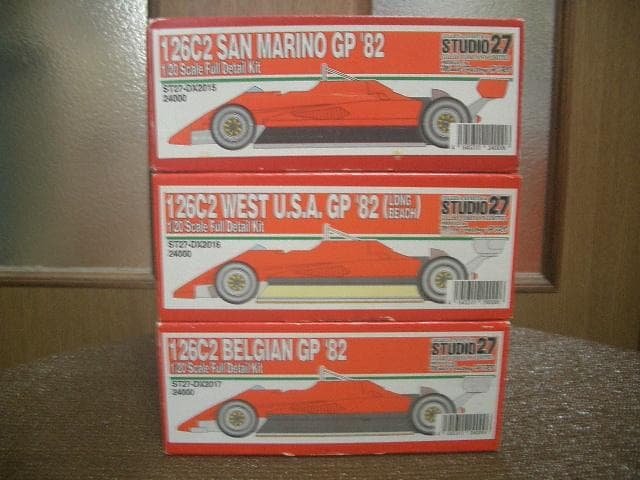 126C2 SAN MARINO GP '82
1/20 Scale Full Detail Kit
STUDIO27
ST27-DX2015
24000
126C2 WEST U.S.A. GP '82 (LONG BEACH)
1/20 Scale Full Detail Kit
STUDIO27
ST27-DX2016
24000
126C2 BELGIAN GP '82
1/20 Scale Full Detail Kit
STUDIO27
ST27-DX2017
24000